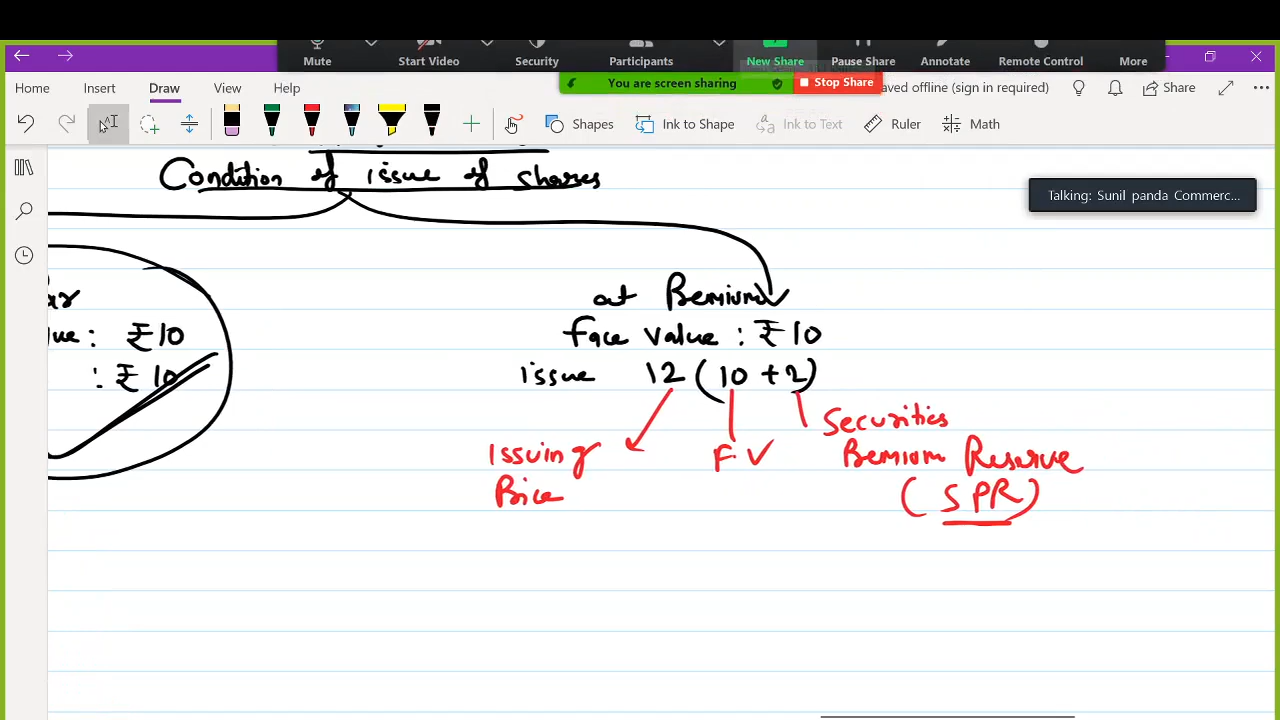 Mute
Start Video
Security
Participants
New Share
Pause Share
Annotate
Remote Control
More
You are screen sharing
Stop Share
Home
Insert
Draw
View
Help
aved offline (sign in required)
Share
Shapes
Ink to Shape
Ink to Text
Ruler
Math
Talking: Sunil panda Commerc...
Condition of issue of shares
ar
ue: ₹10
: ₹10
at Premium
face value : ₹10
issue 12 (10 +2)
Issuing
Price
F.V
Securities
Premium Reserve
(SPR)